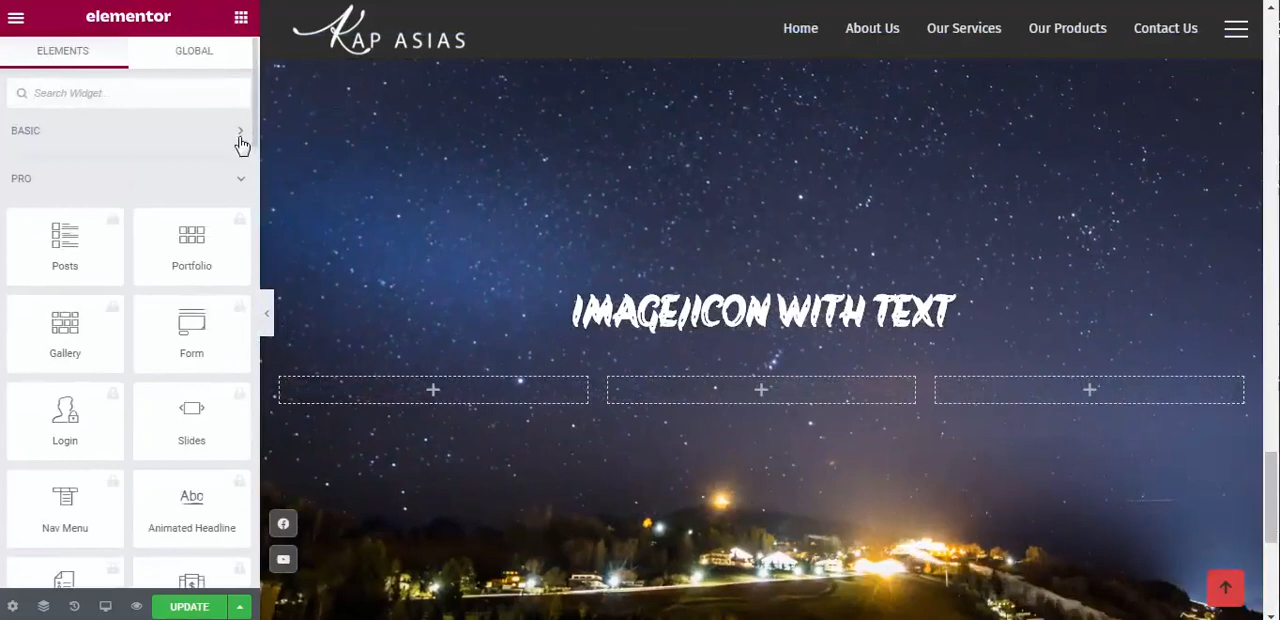 elementor
ELEMENTS
GLOBAL
Search Widget...
BASIC
PRO
Posts
Portfolio
Gallery
Form
Login
Slides
Nav Menu
Abc
Animated Headline
UPDATE
KAP ASIAS
Home
About Us
Our Services
Our Products
Contact Us
IMAGE/ICON WITH TEXT